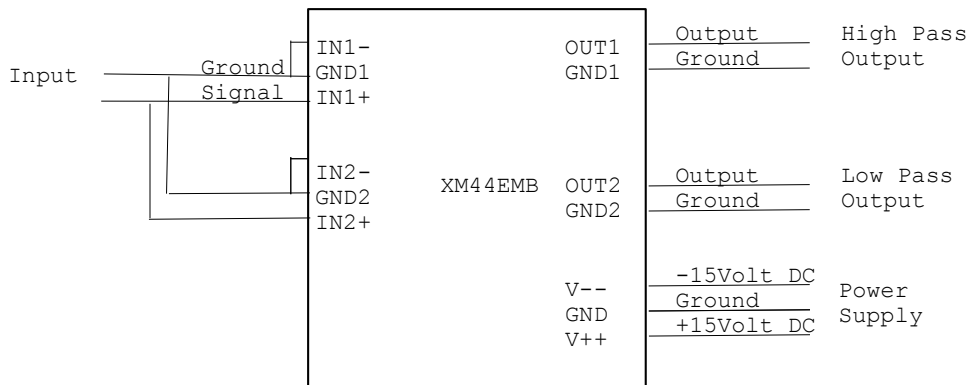 Input
Ground
Signal
IN1-
GND1
IN1+
IN2-
GND2
IN2+
XM44EMB
OUT1
GND1
Output
Ground
High Pass
Output
OUT2
GND2
Output
Ground
Low Pass
Output
V--
GND
V++
-15Volt DC
Ground
+15Volt DC
Power
Supply